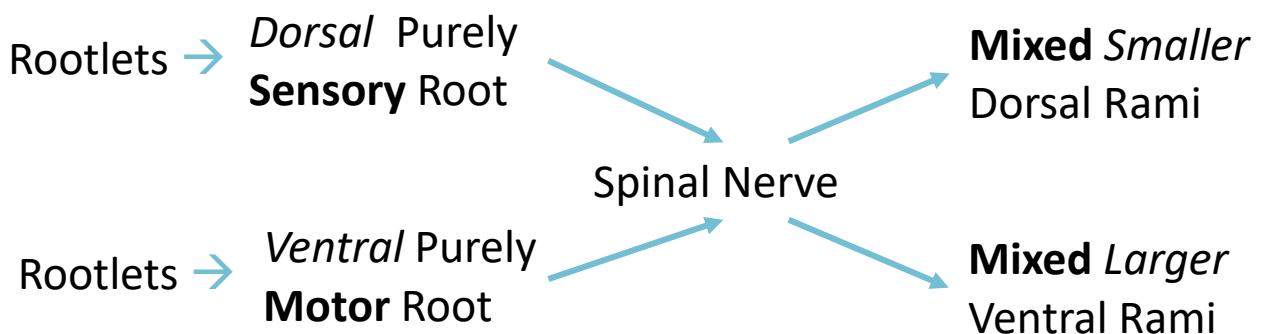 Rootlets → Dorsal Purely
Sensory Root
Rootlets → Ventral Purely
Motor Root
Spinal Nerve
Mixed Smaller
Dorsal Rami
Mixed Larger
Ventral Rami